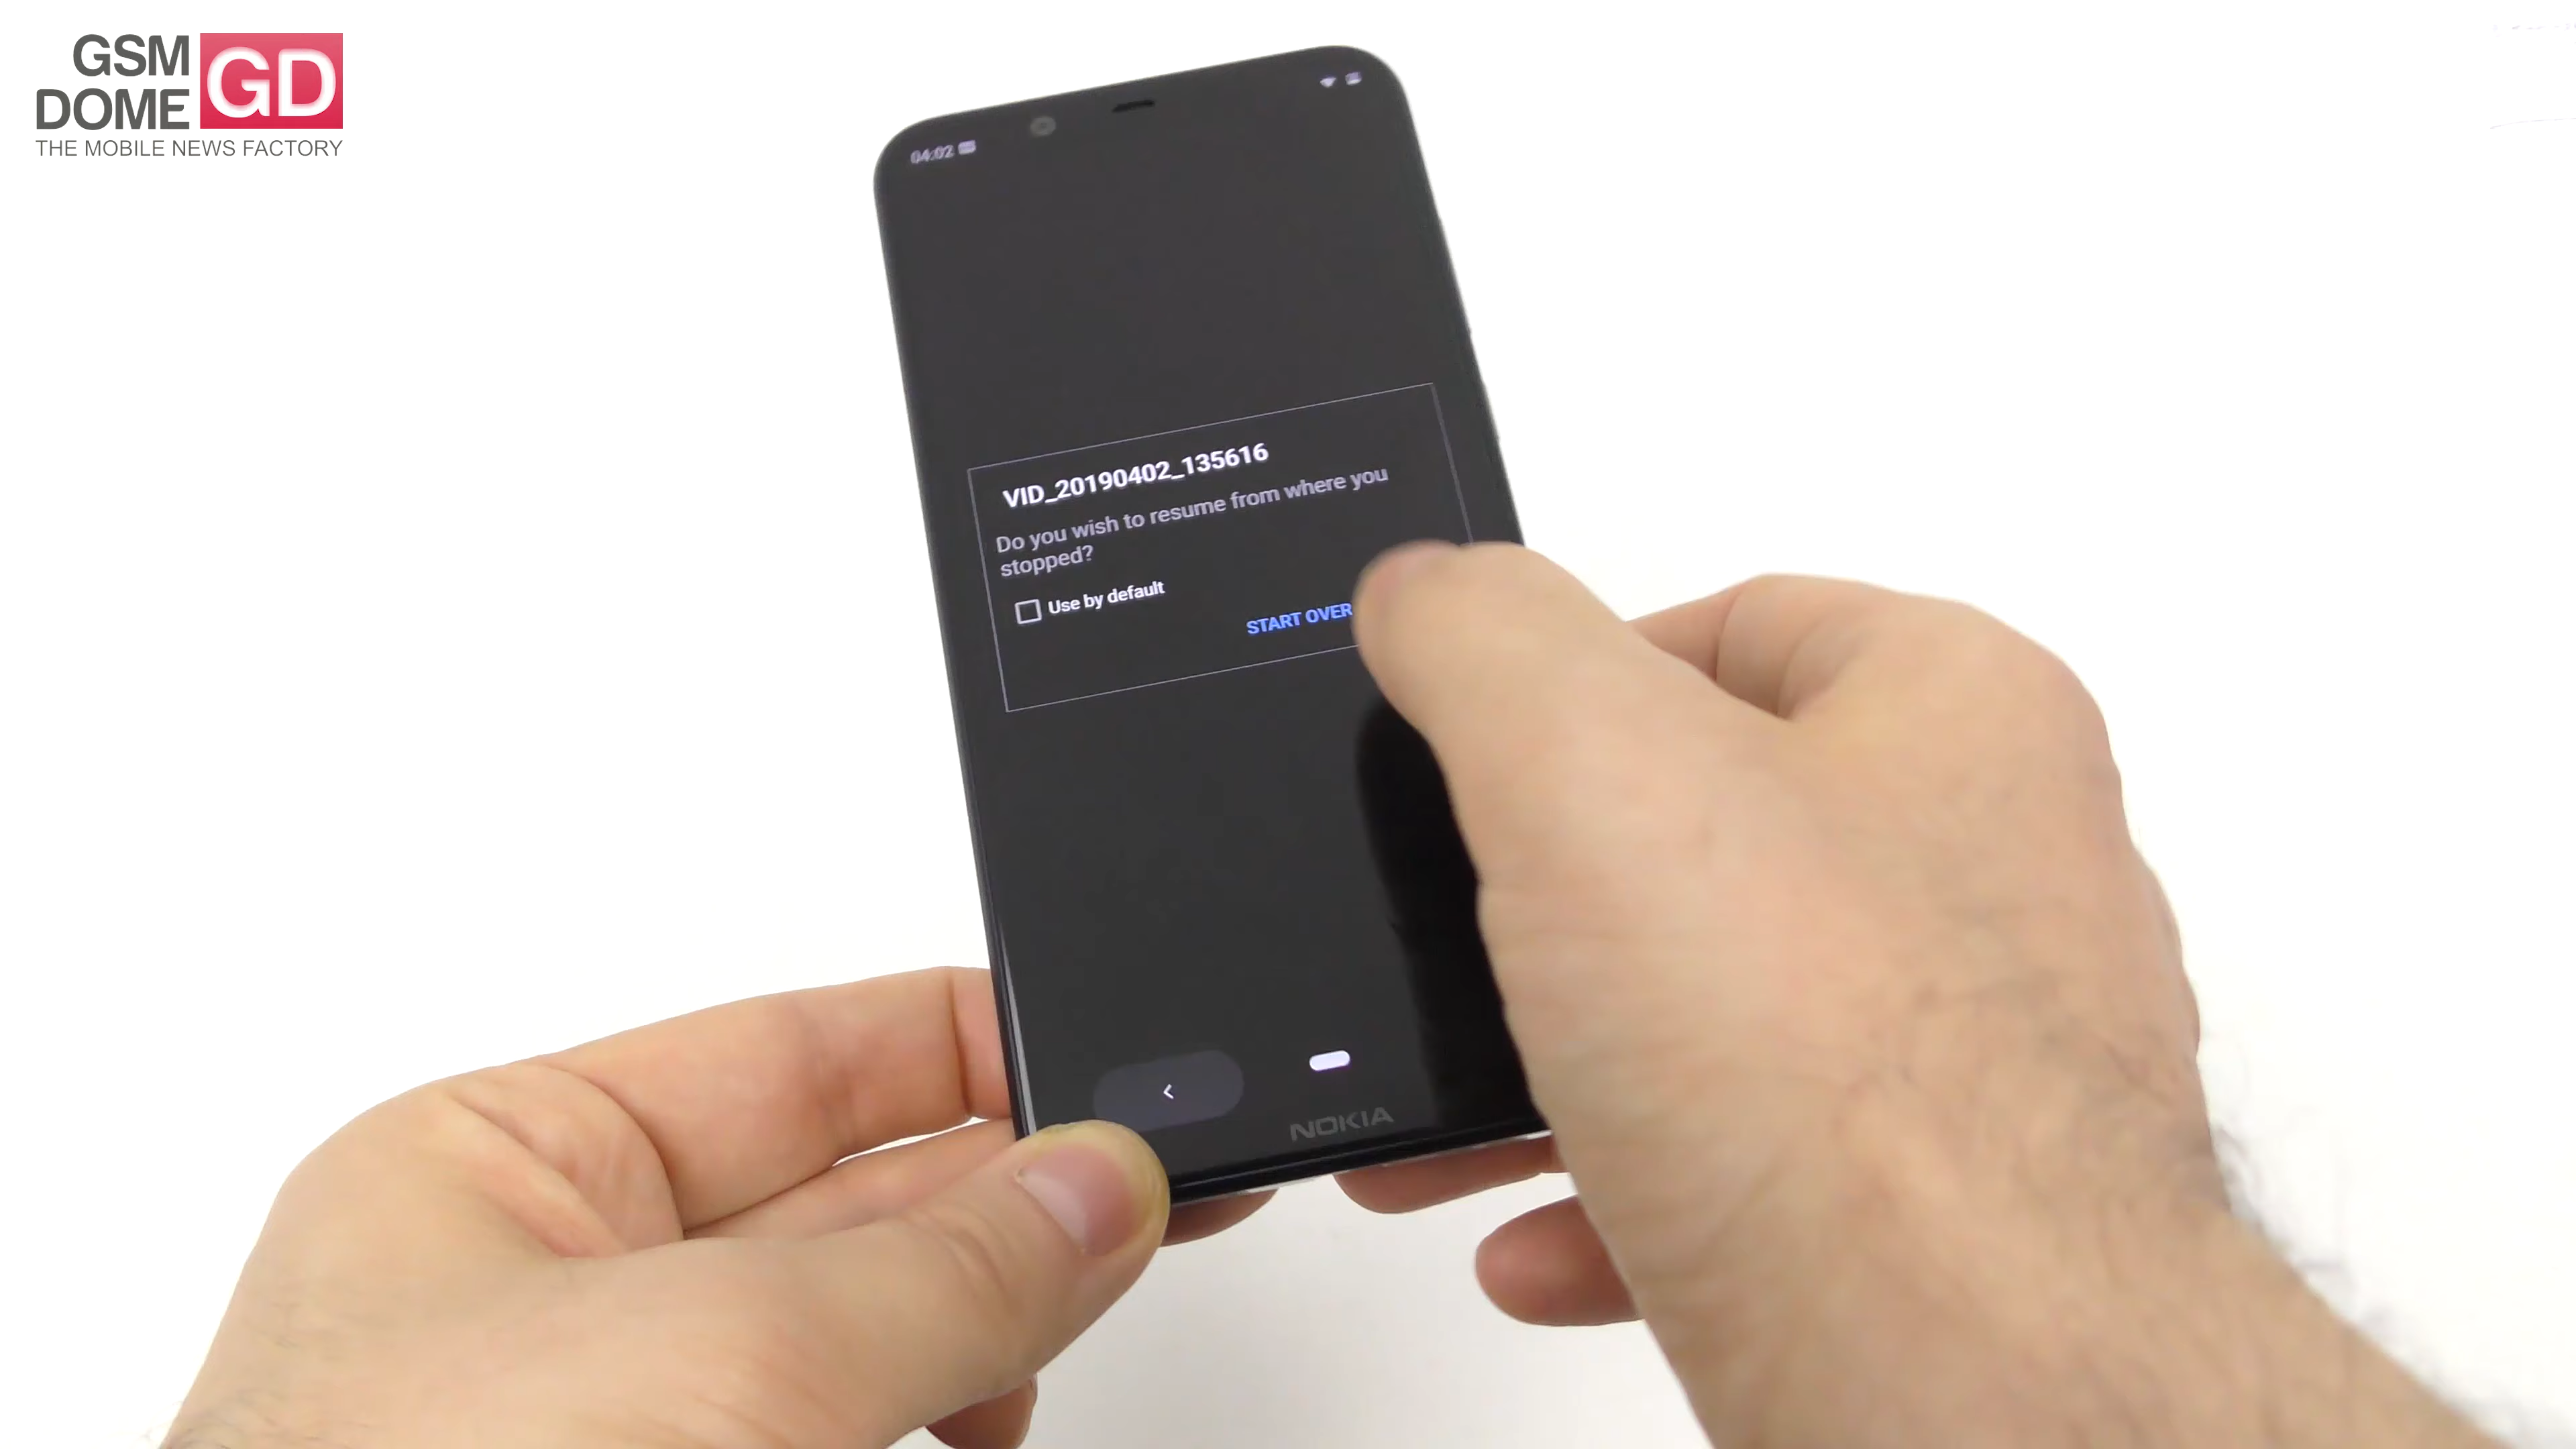 GSM
DOME
GD
THE MOBILE NEWS FACTORY
04:02
VID_20190402_135616
Do you wish to resume from where you
stopped?
Use by default
START OVER
NOKIA